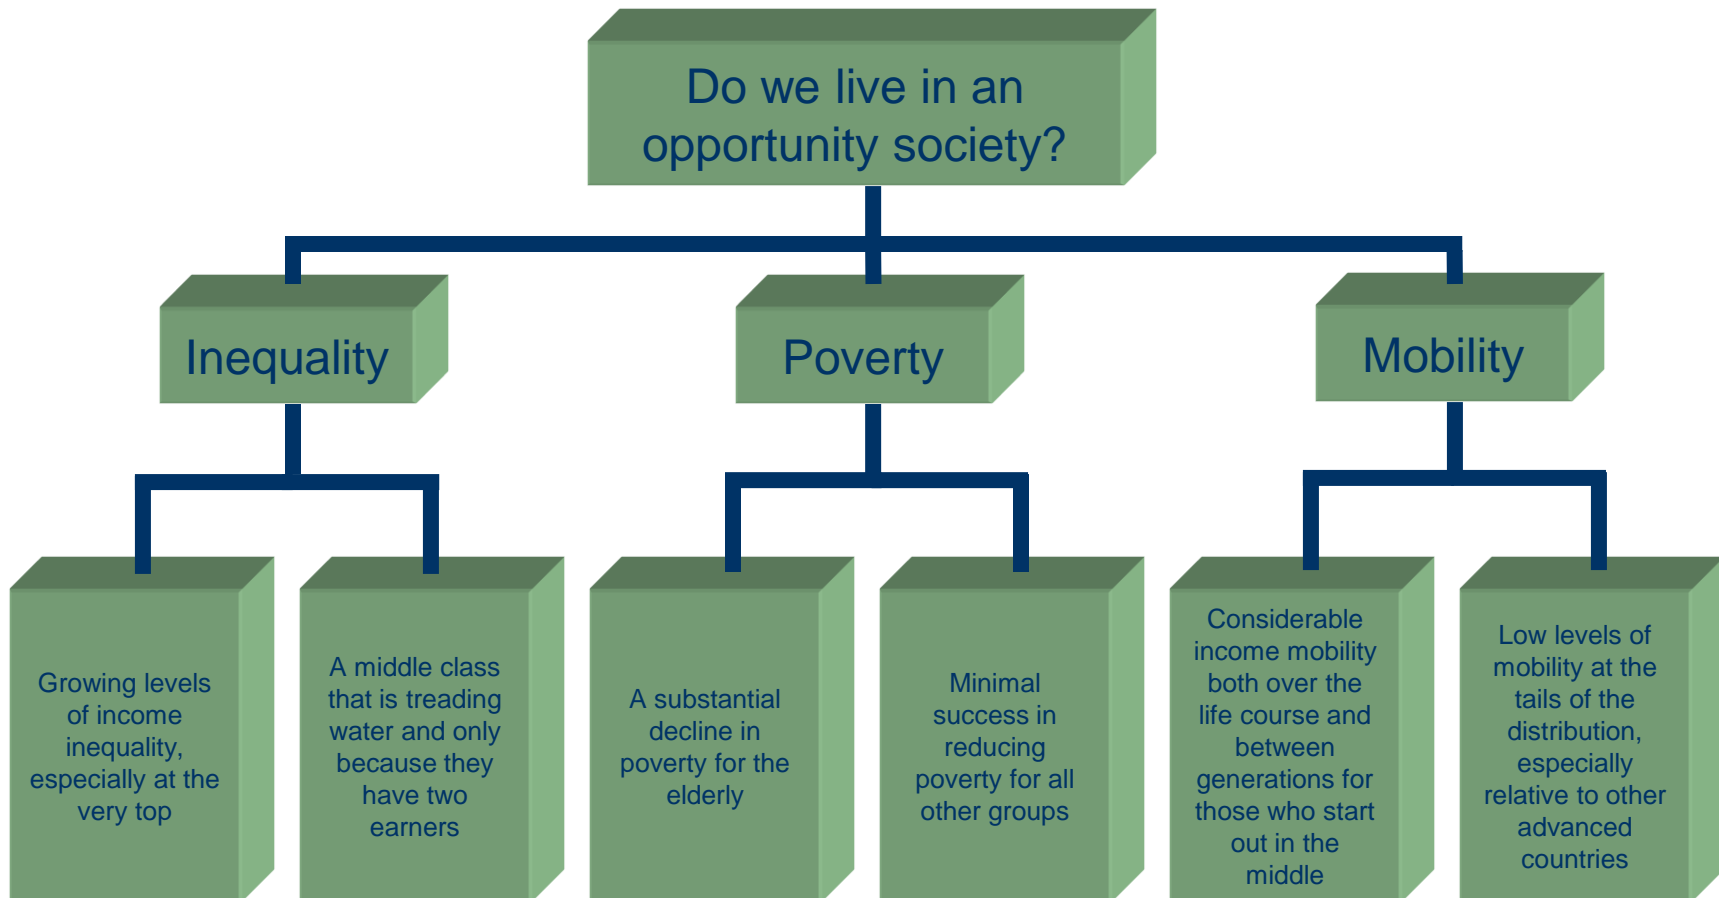 Do we live in an
opportunity society?
Inequality
Poverty
Mobility
Growing levels
of income
inequality,
especially at the
very top
A middle class
that is treading
water and only
because they
have two
earners
A substantial
decline in
poverty for the
elderly
Minimal
success in
reducing
poverty for all
other groups
Considerable
income mobility
both over the
life course and
between
generations for
those who start
out in the
middle
Low levels of
mobility at the
tails of the
distribution,
especially
relative to other
advanced
countries